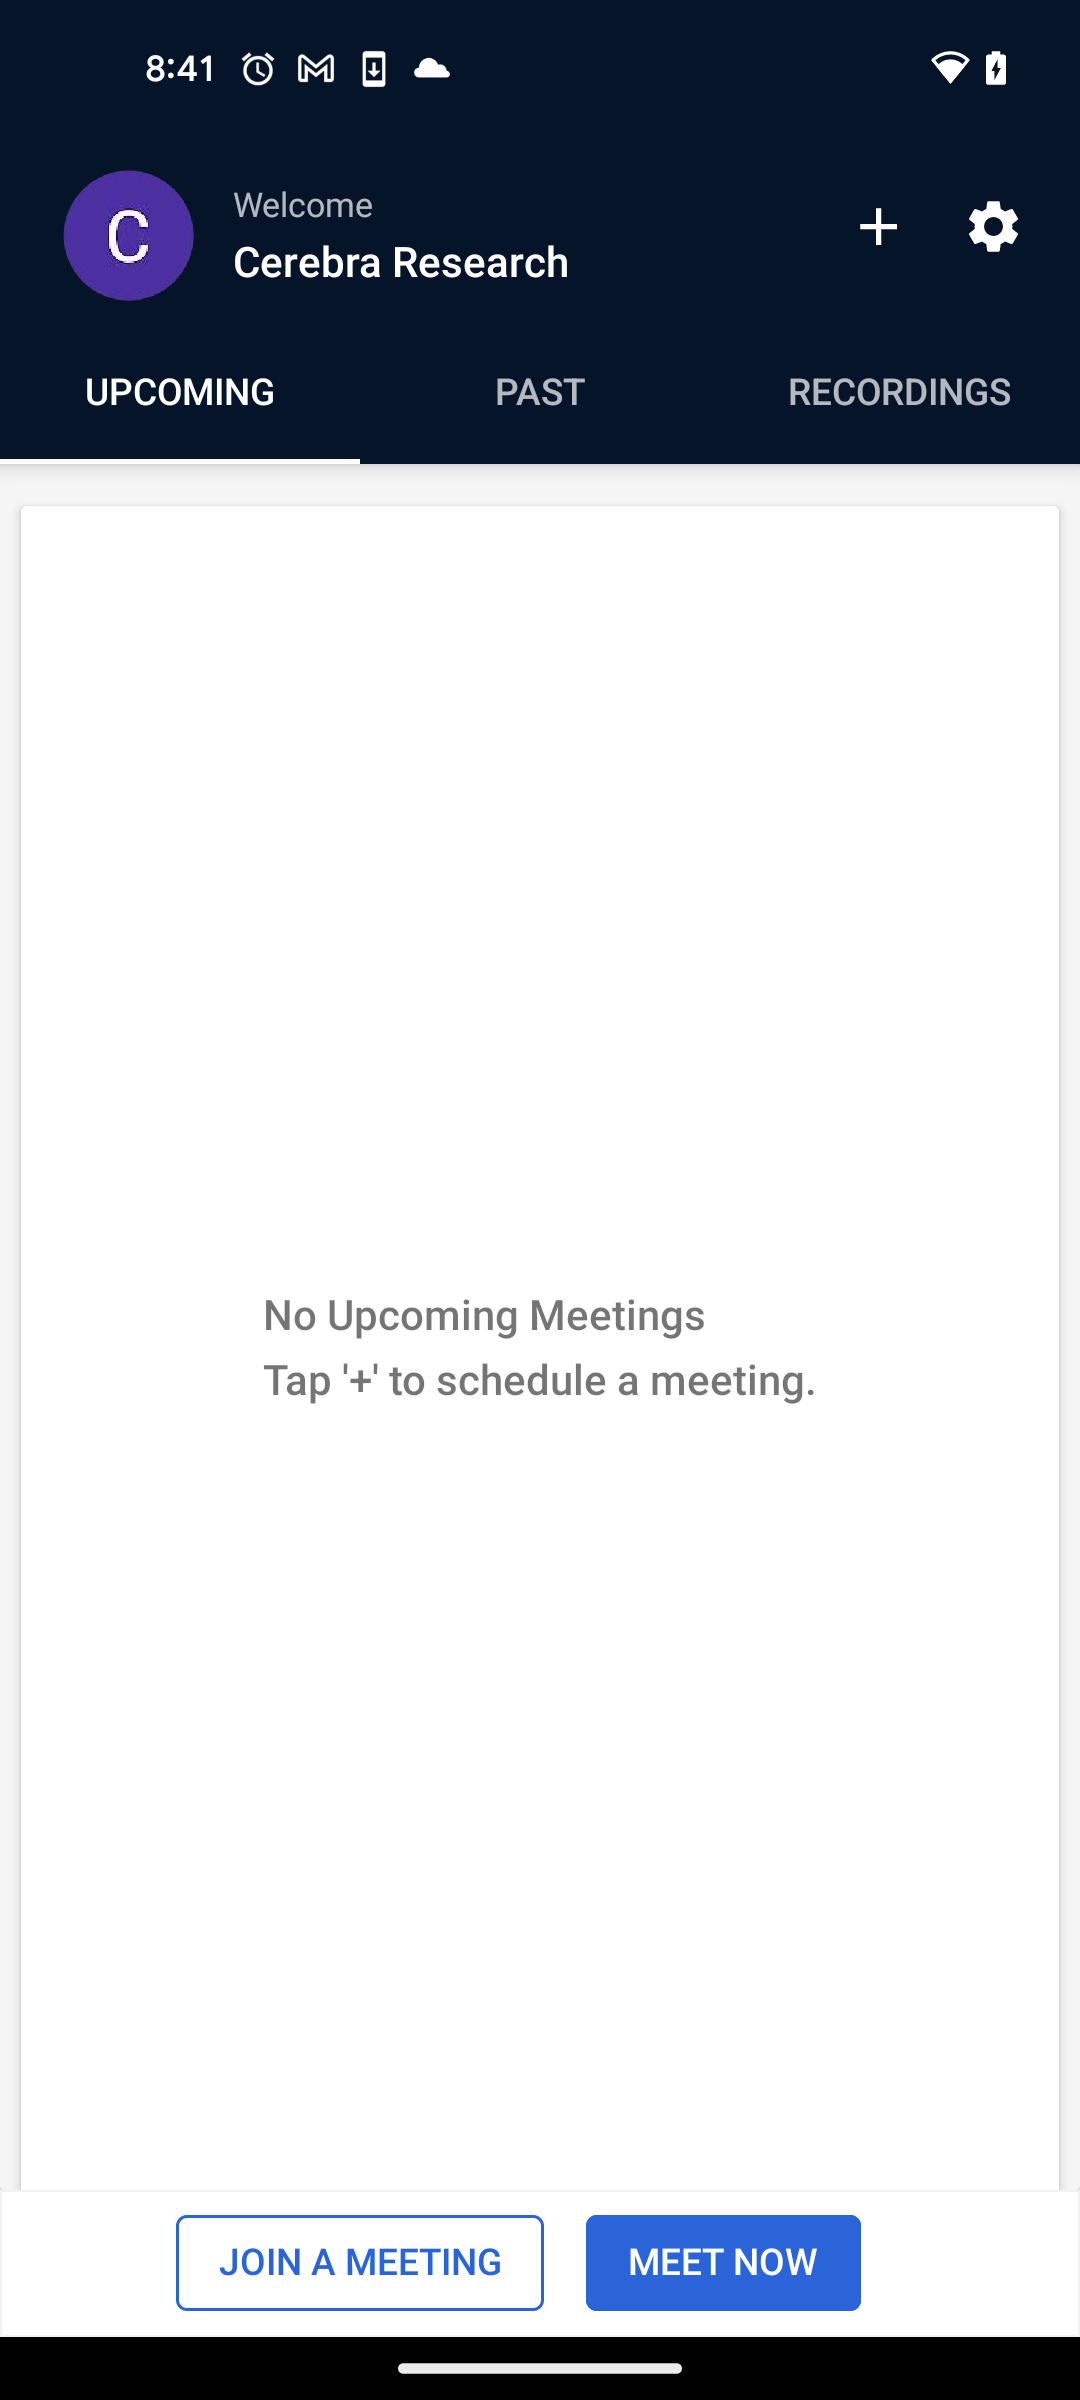 8:41
C
Welcome
Cerebra Research
UPCOMING
PAST
RECORDINGS
No Upcoming Meetings
Tap '+' to schedule a meeting.
JOIN A MEETING
MEET NOW